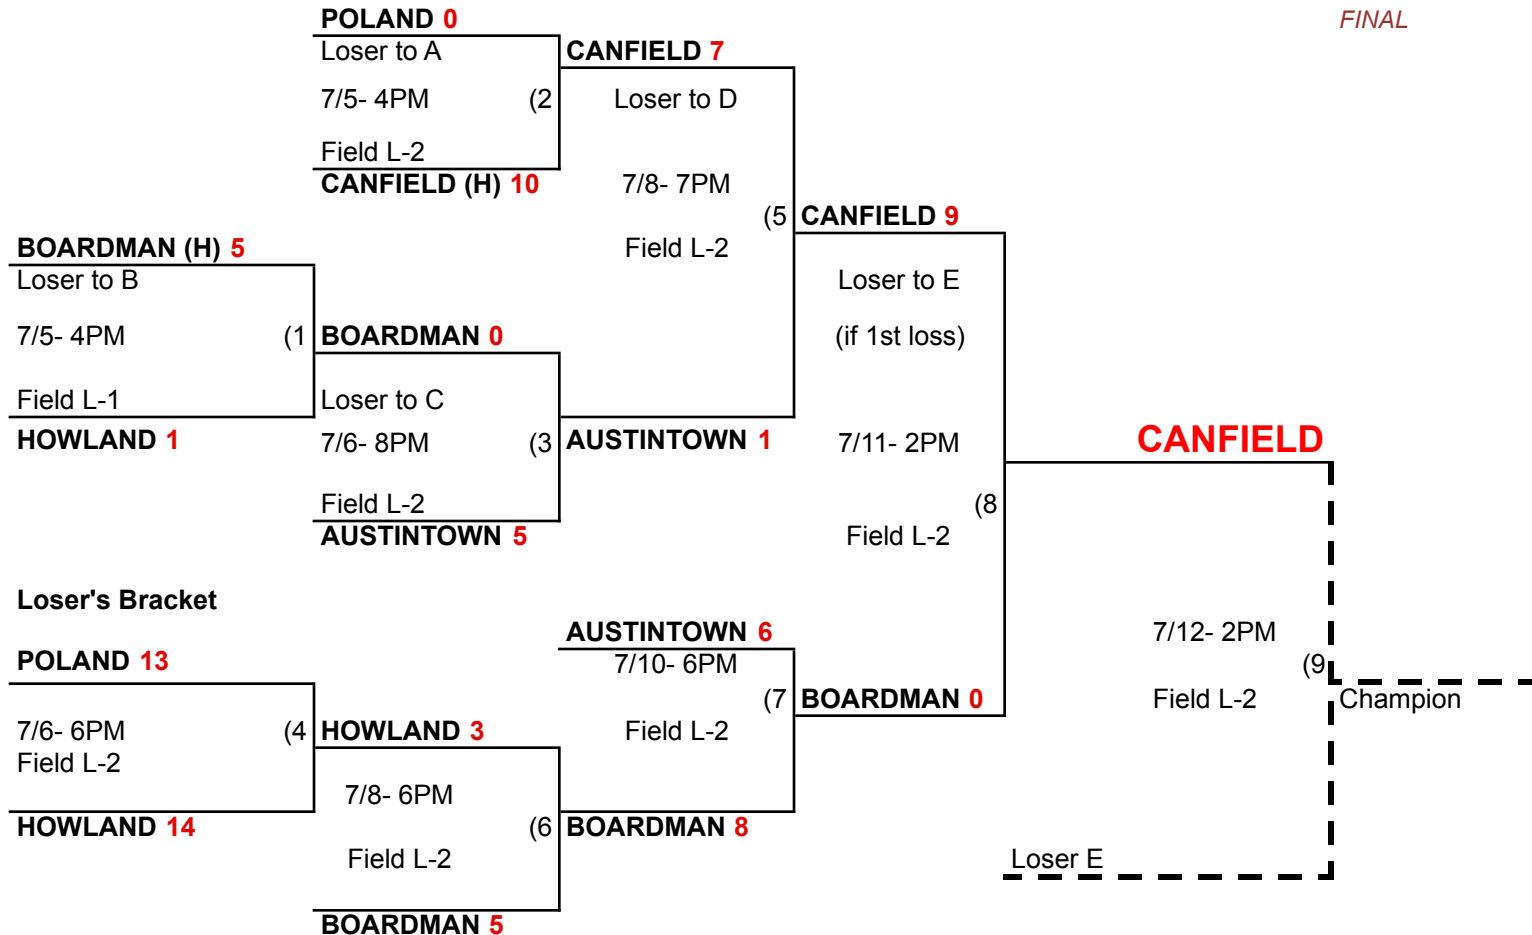 POLAND 0
FINAL
Loser to A
CANFIELD 7
7/5- 4PM
(2
Loser to D
Field L-2
CANFIELD (H) 10
7/8- 7PM
(5
CANFIELD 9
BOARDMAN (H) 5
Field L-2
Loser to B
Loser to E
7/5- 4PM
(1
BOARDMAN 0
(if 1st loss)
Field L-1
Loser to C
HOWLAND 1
7/6- 8PM
(3
AUSTINTOWN 1
7/11- 2PM
CANFIELD
Field L-2
(8
AUSTINTOWN 5
Field L-2
Loser's Bracket
AUSTINTOWN 6
7/12- 2PM
POLAND 13
7/10- 6PM
(9
(7
BOARDMAN 0
Field L-2
Champion
7/6- 6PM
(4
HOWLAND 3
Field L-2
Field L-2
7/8- 6PM
HOWLAND 14
(6
BOARDMAN 8
Field L-2
Loser E
BOARDMAN 5